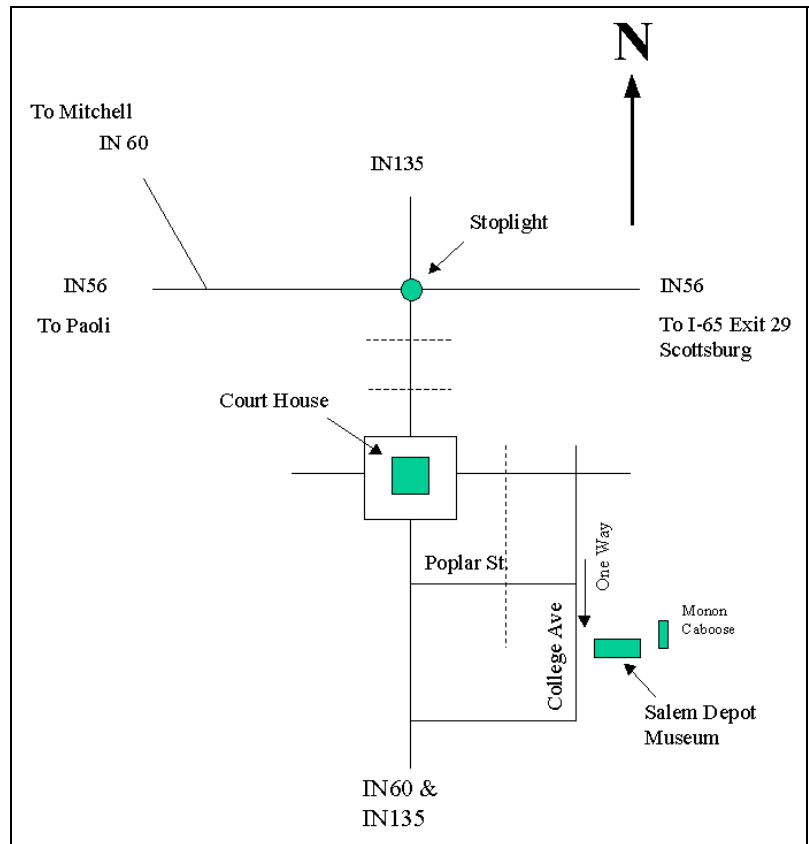 N
To Mitchell
IN 60
IN135
Stoplight
IN56
To Paoli
IN56
To I-65 Exit 29
Scottsburg
Court House
Poplar St.
One Way
College Ave
Monon
Caboose
Salem Depot
Museum
IN60 &
IN135